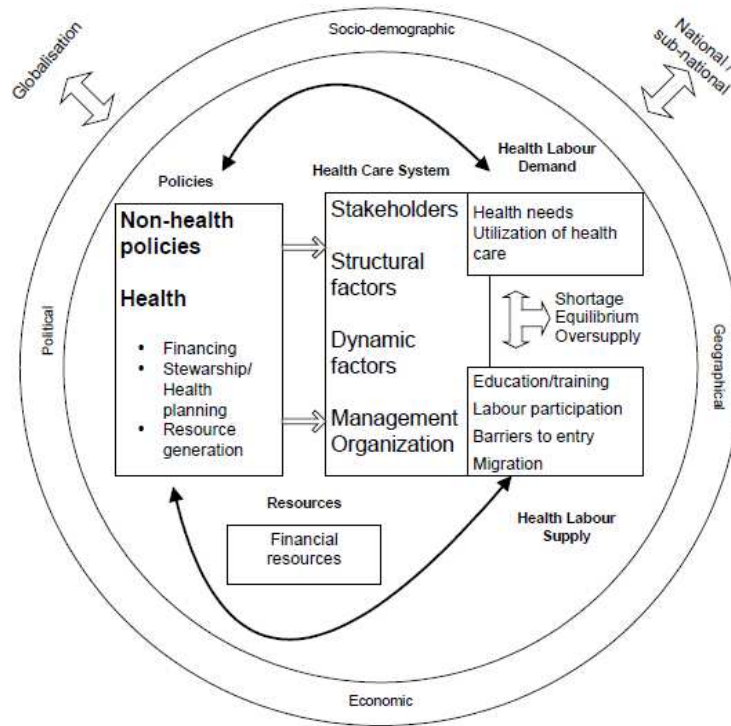 Socio-demographic
Globalisation
National /
sub-national
Political
Geographical
Economic
Policies
Non-health
policies
Health
• Financing
• Stewarship/
Health
planning
• Resource
generation
Health Care System
Stakeholders
Structural
factors
Dynamic
factors
Management
Organization
Health Labour
Demand
Health needs
Utilization of health
care
Shortage
Equilibrium
Oversupply
Education/training
Labour participation
Barriers to entry
Migration
Health Labour
Supply
Resources
Financial
resources